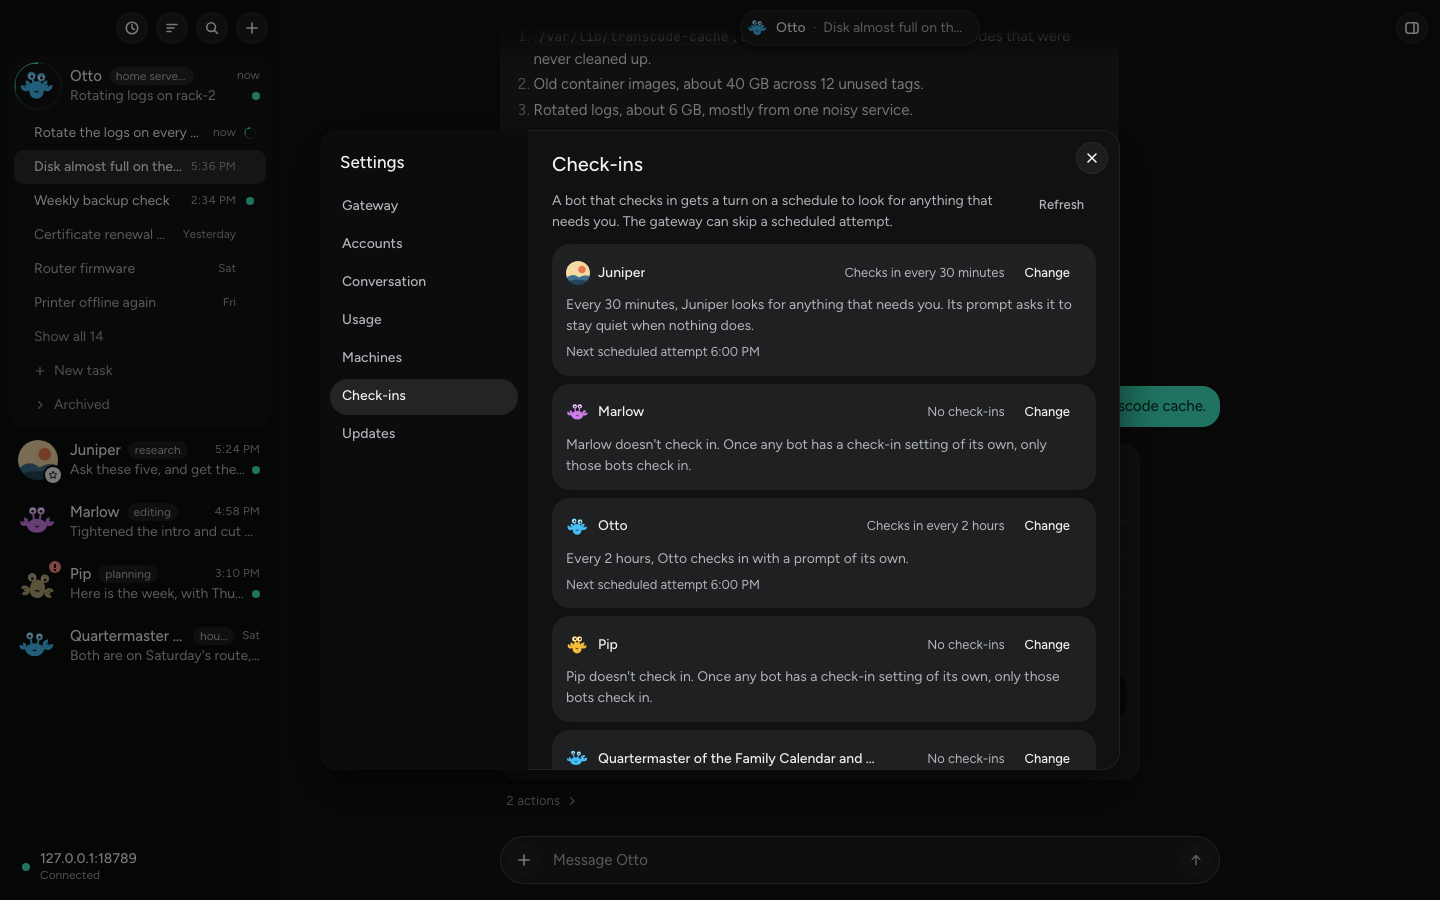 Otto · Disk almost full on th...
Otto home serve... now
Rotating logs on rack-2
Rotate the logs on every ... now
Disk almost full on the... 5:36 PM
Weekly backup check 2:34 PM
Certificate renewal ... Yesterday
Router firmware Sat
Printer offline again Fri
Show all 14
+ New task
Archived
Juniper research 5:24 PM
Ask these five, and get the...
Marlow editing 4:58 PM
Tightened the intro and cut ...
Pip planning 3:10 PM
Here is the week, with Thu...
Quartermaster ... hou... Sat
Both are on Saturday's route,...
127.0.0.1:18789
Connected
1. /var/lib/transcode-cache, that were
never cleaned up.
2. Old container images, about 40 GB across 12 unused tags.
3. Rotated logs, about 6 GB, mostly from one noisy service.
cache.
Settings
Gateway
Accounts
Conversation
Usage
Machines
Check-ins
Updates
Check-ins
A bot that checks in gets a turn on a schedule to look for anything that
needs you. The gateway can skip a scheduled attempt.
Refresh
Juniper Checks in every 30 minutes Change
Every 30 minutes, Juniper looks for anything that needs you. Its prompt asks it to
stay quiet when nothing does.
Next scheduled attempt 6:00 PM
Marlow No check-ins Change
Marlow doesn't check in. Once any bot has a check-in setting of its own, only
those bots check in.
Otto Checks in every 2 hours Change
Every 2 hours, Otto checks in with a prompt of its own.
Next scheduled attempt 6:00 PM
Pip No check-ins Change
Pip doesn't check in. Once any bot has a check-in setting of its own, only those
bots check in.
Quartermaster of the Family Calendar and ... No check-ins Change
2 actions
Message Otto